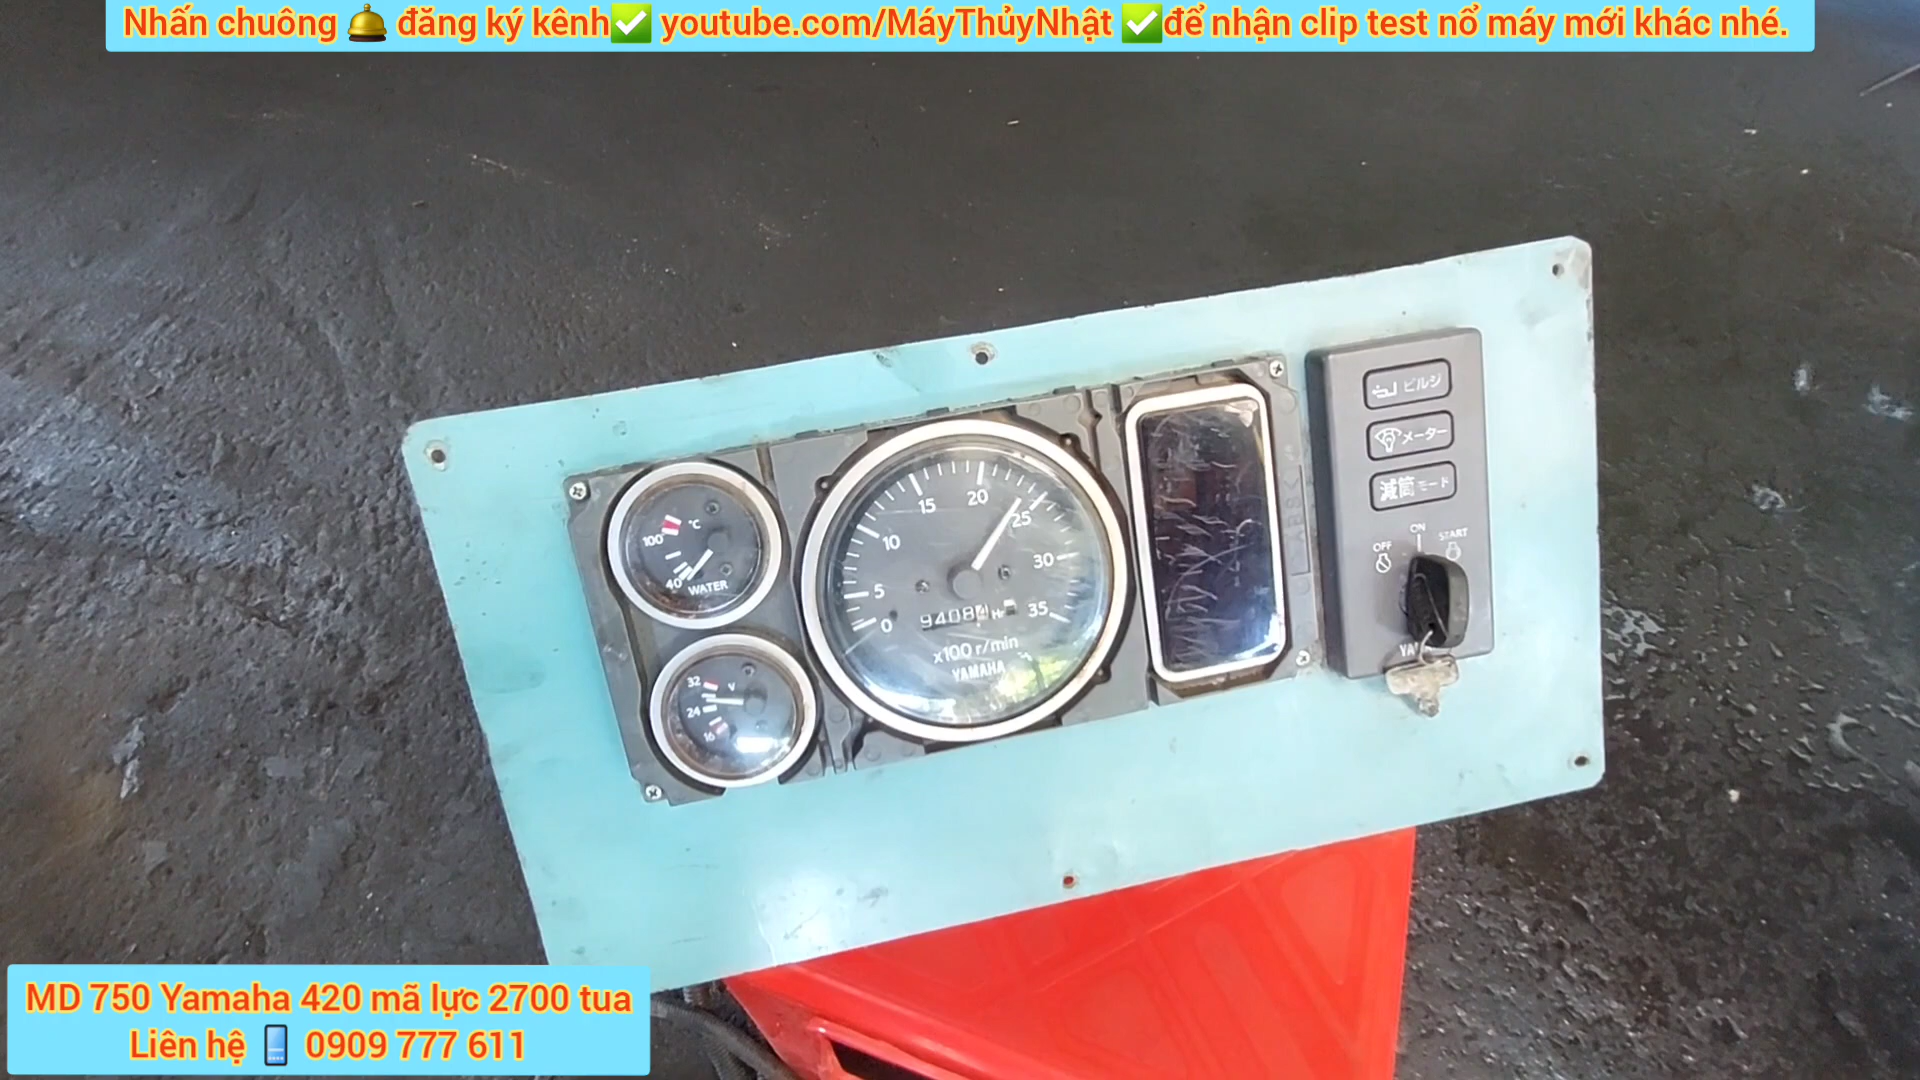 Nhấn chuông 🛎️ đăng ký kênh✅ youtube.com/MáyThủyNhật ✅để nhận clip test nổ máy mới khác nhé.
ビルジ
メーター
減筒モード
OFF
ON
START
100
°C
40
WATER
32
V
24
16
0
5
10
15
20
25
30
35
Hr
x100 r/min
YAMAHA
MD 750 Yamaha 420 mã lực 2700 tua
Liên hệ 📱 0909 777 611